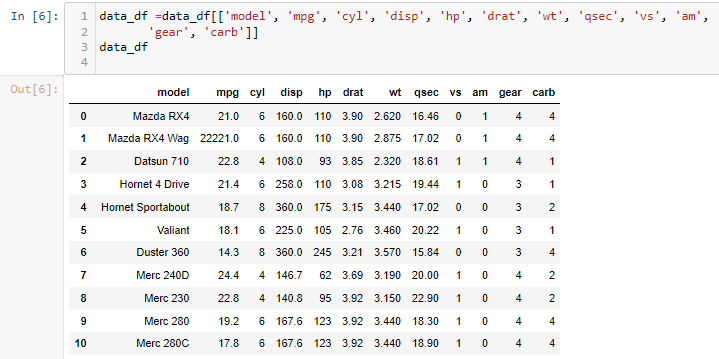 In [6]: 1 data_df =data_df[['model', 'mpg', 'cyl', 'disp', 'hp', 'drat', 'wt', 'qsec', 'vs', 'am',
2 'gear', 'carb']]
3 data_df
4
Out[6]:
model mpg cyl disp hp drat wt qsec vs am gear carb
0 Mazda RX4 21.0 6 160.0 110 3.90 2.620 16.46 0 1 4 4
1 Mazda RX4 Wag 22221.0 6 160.0 110 3.90 2.875 17.02 0 1 4 4
2 Datsun 710 22.8 4 108.0 93 3.85 2.320 18.61 1 1 4 1
3 Hornet 4 Drive 21.4 6 258.0 110 3.08 3.215 19.44 1 0 3 1
4 Hornet Sportabout 18.7 8 360.0 175 3.15 3.440 17.02 0 0 3 2
5 Valiant 18.1 6 225.0 105 2.76 3.460 20.22 1 0 3 1
6 Duster 360 14.3 8 360.0 245 3.21 3.570 15.84 0 0 3 4
7 Merc 240D 24.4 4 146.7 62 3.69 3.190 20.00 1 0 4 2
8 Merc 230 22.8 4 140.8 95 3.92 3.150 22.90 1 0 4 2
9 Merc 280 19.2 6 167.6 123 3.92 3.440 18.30 1 0 4 4
10 Merc 280C 17.8 6 167.6 123 3.92 3.440 18.90 1 0 4 4